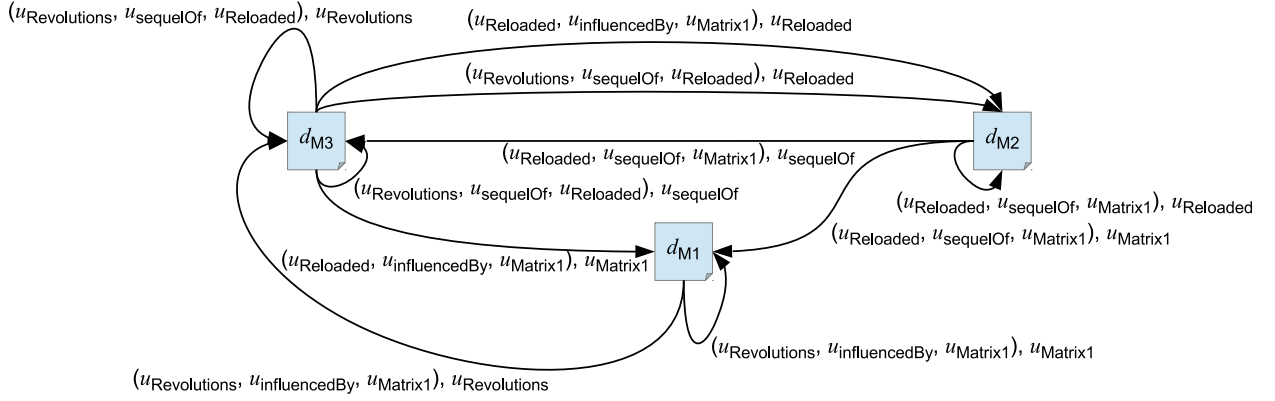 (uRevolutions, usequelOf, uReloaded), uRevolutions
(uReloaded, uinfluencedBy, uMatrix1), uReloaded
(uRevolutions, usequelOf, uReloaded), uReloaded
dM3
dM2
(uReloaded, usequelOf, uMatrix1), usequelOf
(uRevolutions, usequelOf, uReloaded), usequelOf
(uReloaded, usequelOf, uMatrix1), uReloaded
(uReloaded, usequelOf, uMatrix1), uMatrix1
dM1
(uReloaded, uinfluencedBy, uMatrix1), uMatrix1
(uRevolutions, uinfluencedBy, uMatrix1), uMatrix1
(uRevolutions, uinfluencedBy, uMatrix1), uRevolutions